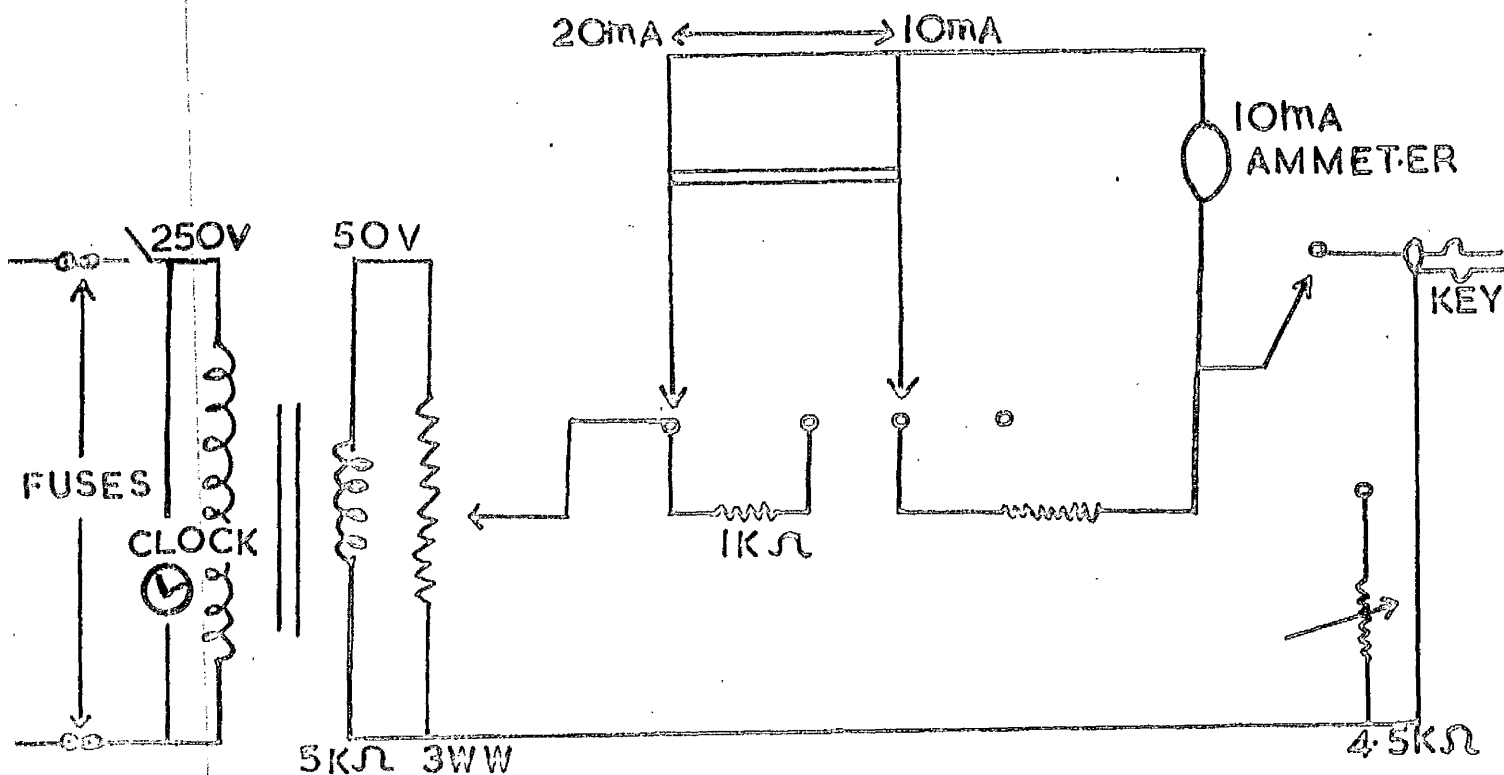 20mA 10mA
10mA
AMMETER
250V 50V
KEY
FUSES
CLOCK
1KΩ
5KΩ 3WW
4.5KΩ